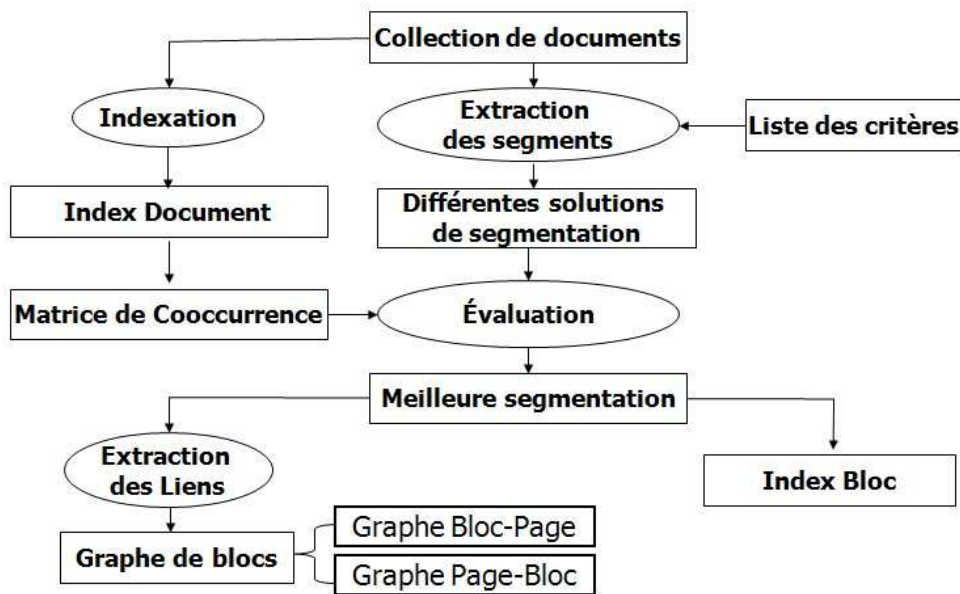 Collection de documents
Indexation
Extraction
des segments
Liste des critères
Index Document
Différentes solutions
de segmentation
Matrice de Cooccurrence
Évaluation
Meilleure segmentation
Extraction
des Liens
Index Bloc
Graphe de blocs
Graphe Bloc-Page
Graphe Page-Bloc